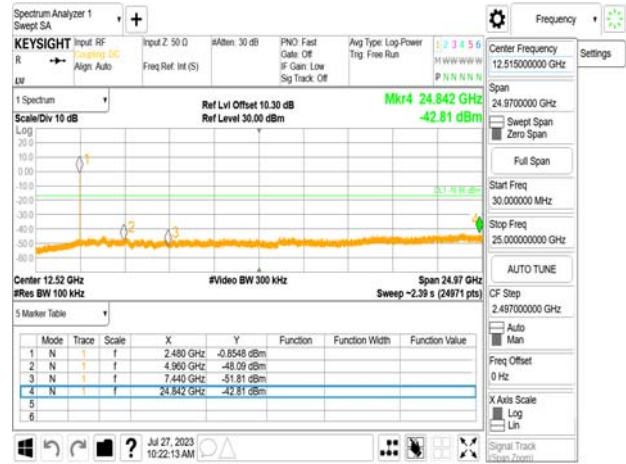 Spectrum Analyzer 1
Swept SA
+
Frequency
KEYSIGHT
R
LXI
Input: RF
Coupling: DC
Align: Auto
Input Z: 50 Ω
Freq Ref: Int (S)
#Atten: 30 dB
PNO: Fast
Gate: Off
IF Gain: Low
Sig Track: Off
Avg Type: Log-Power
Trig: Free Run
1 2 3 4 5 6
M W W W W W
P N N N N N
Center Frequency
12.515000000 GHz
Settings
Span
24.9700000 GHz
Swept Span
Zero Span
Full Span
Start Freq
30.000000 MHz
Stop Freq
25.000000000 GHz
AUTO TUNE
CF Step
2.497000000 GHz
Auto
Man
Freq Offset
0 Hz
X Axis Scale
Log
Lin
Signal Track
(Span Zoom)
1 Spectrum
Scale/Div 10 dB
Ref Lvl Offset 10.30 dB
Ref Level 30.00 dBm
Mkr4 24.842 GHz
-42.81 dBm
Log
20.0
10.0
0.00
-10.0
-20.0
-30.0
-40.0
-50.0
-60.0
1
2
3
4
Center 12.52 GHz
#Res BW 100 kHz
#Video BW 300 kHz
Span 24.97 GHz
Sweep ~2.39 s (24971 pts)
5 Marker Table
Mode Trace Scale X Y Function Function Width Function Value
1 N 1 f 2.480 GHz -0.8548 dBm
2 N 1 f 4.960 GHz -48.09 dBm
3 N 1 f 7.440 GHz -51.81 dBm
4 N 1 f 24.842 GHz -42.81 dBm
5
6
?
Jul 27, 2023
10:22:13 AM